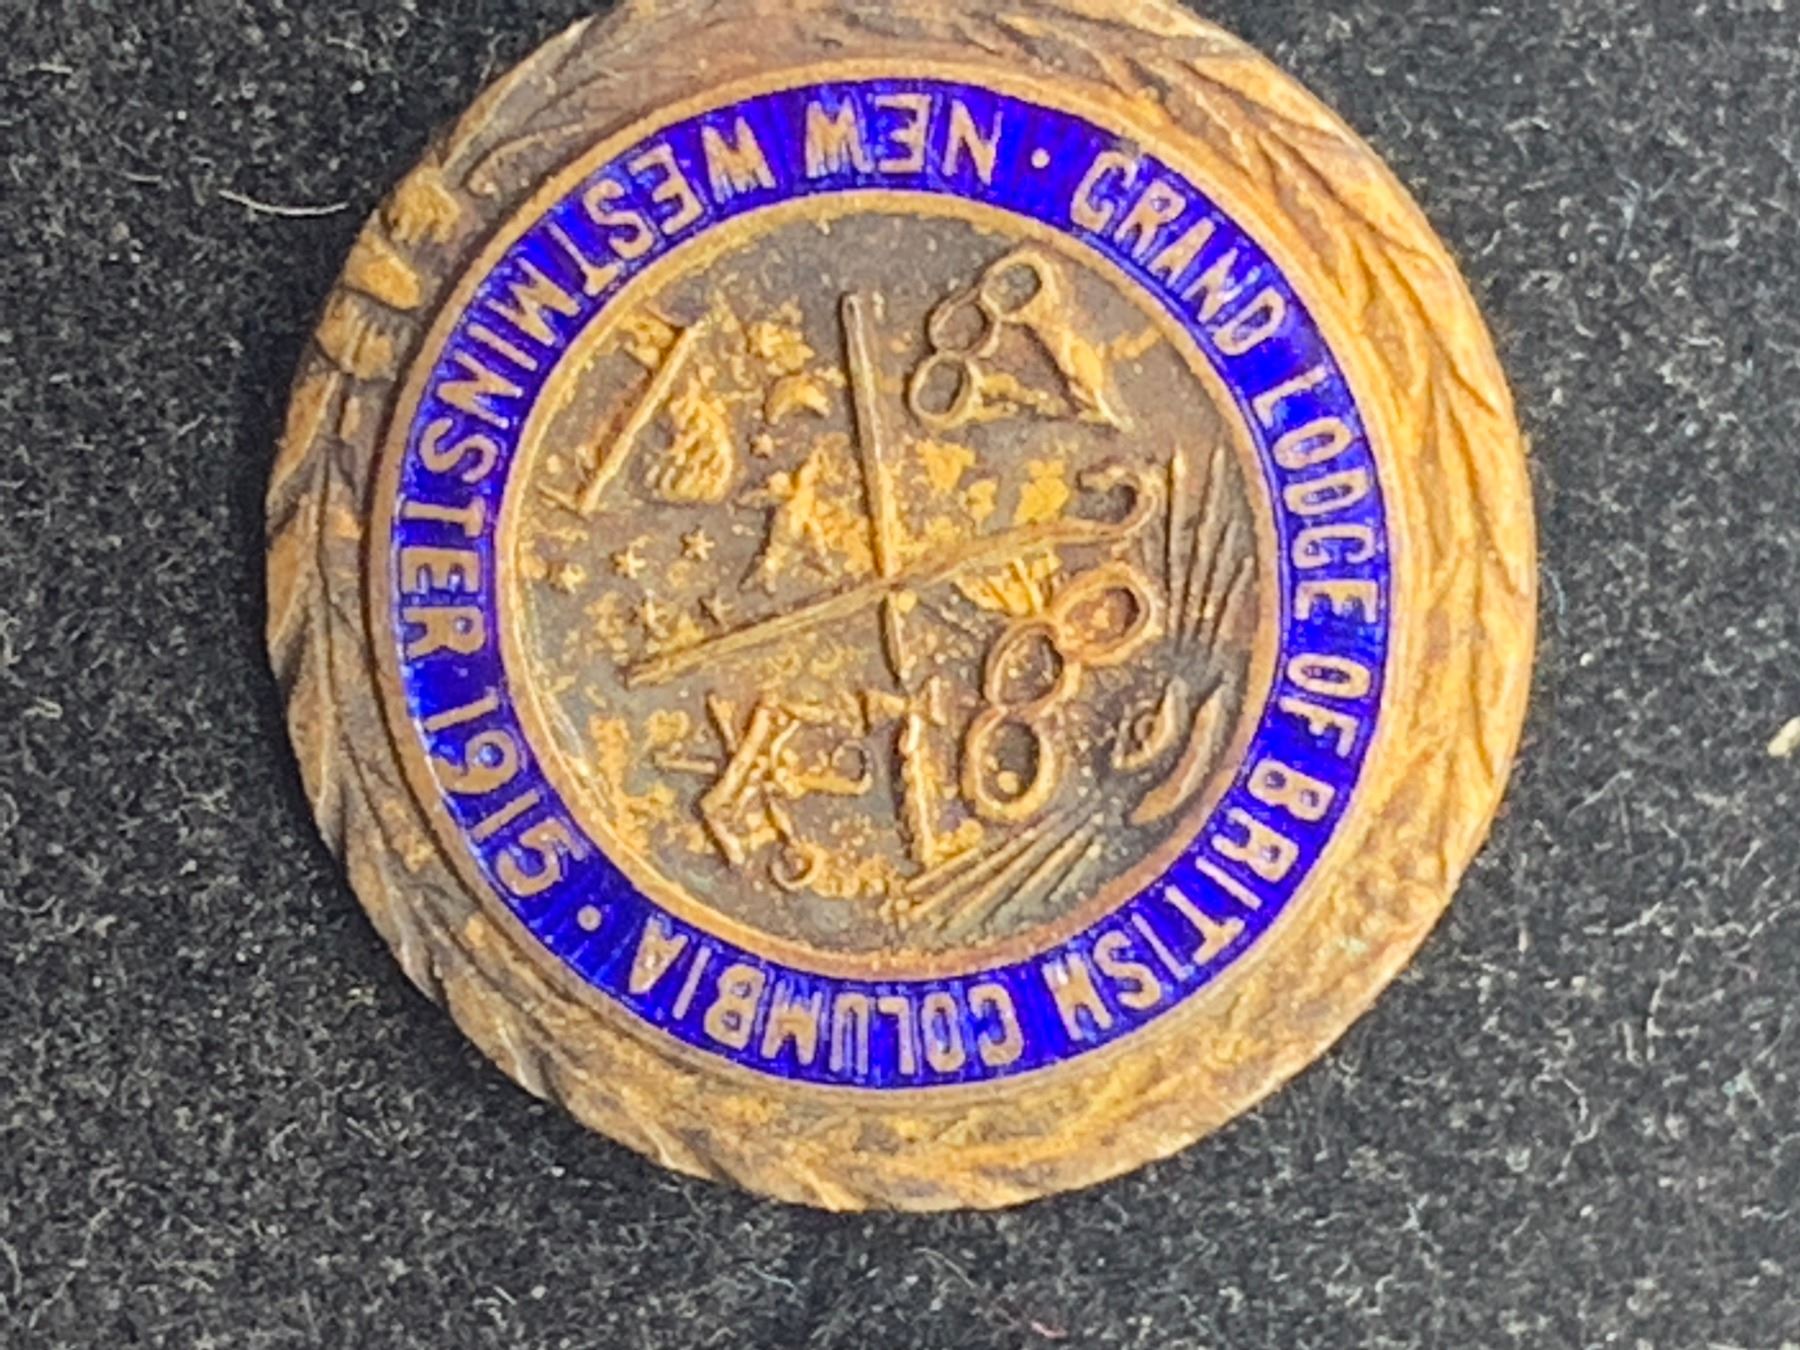 GRAND LODGE OF BRITISH COLUMBIA
NEW WESTMINSTER 1915